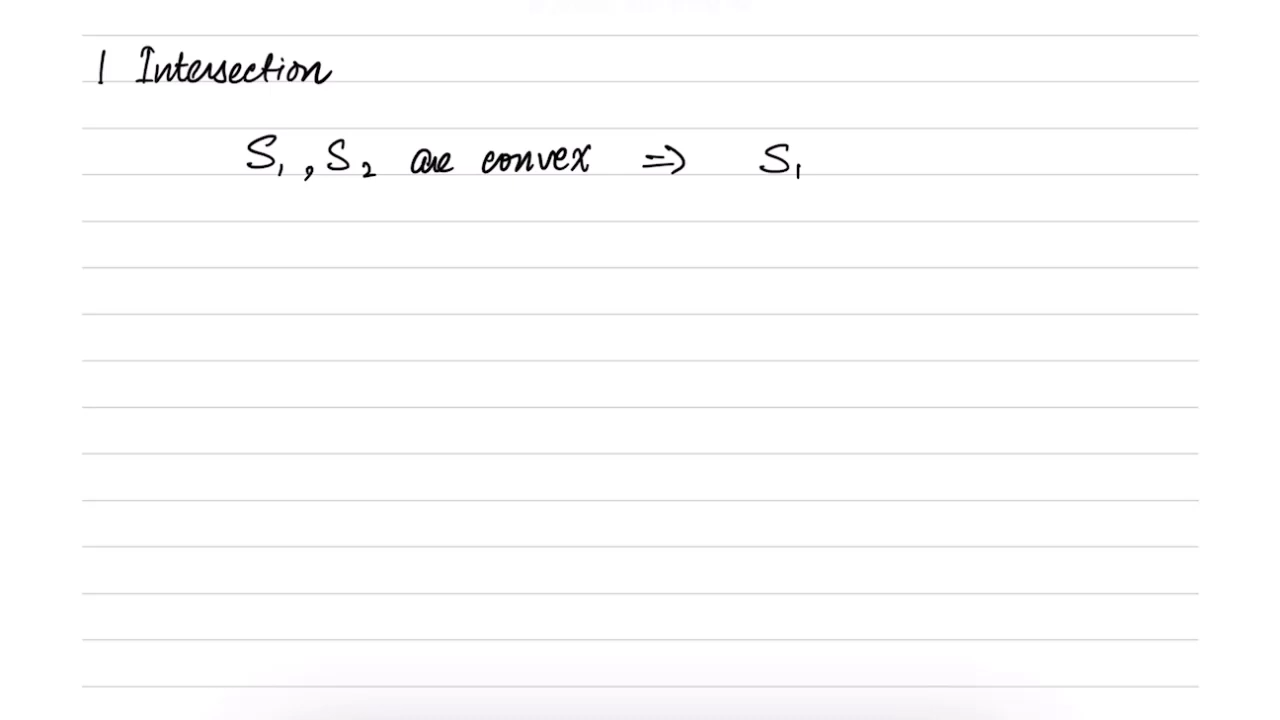 1 Intersection
S₁, S₂ are convex ⇒ S₁